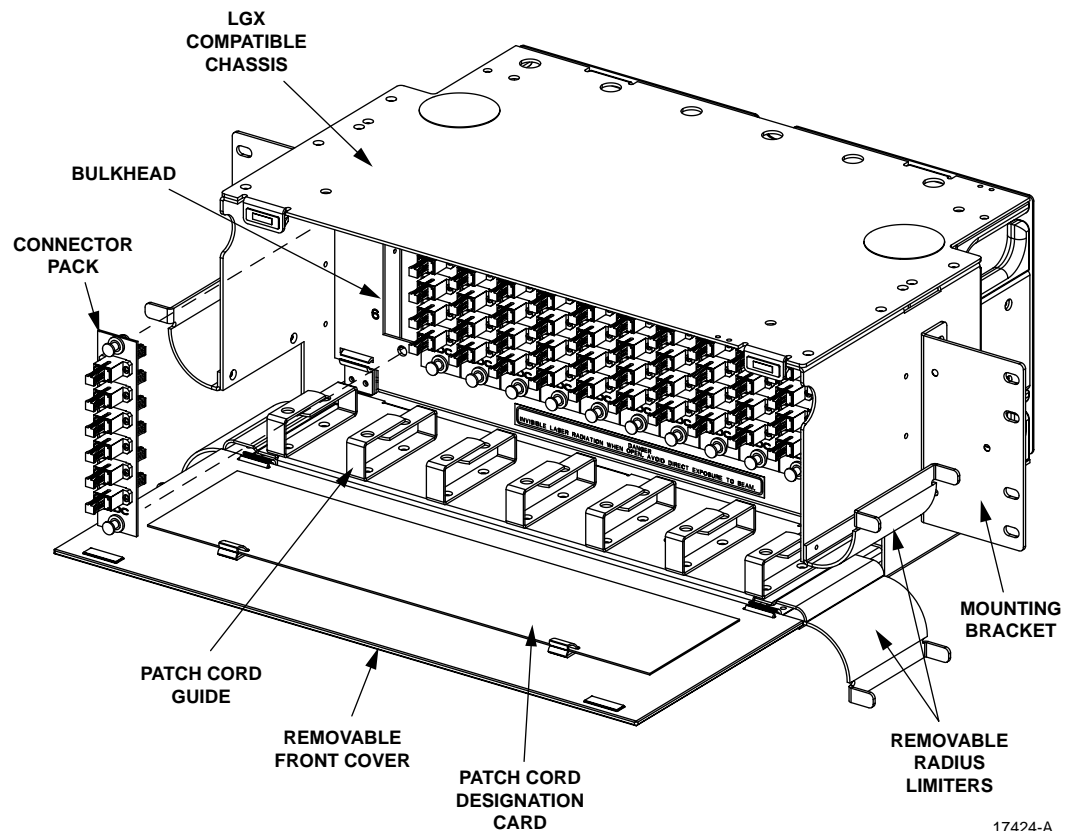 LGX
COMPATIBLE
CHASSIS
BULKHEAD
CONNECTOR
PACK
6
DANGER
INVISIBLE LASER RADIATION WHEN OPEN, AVOID DIRECT EXPOSURE TO BEAM.
MOUNTING
BRACKET
PATCH CORD
GUIDE
REMOVABLE
FRONT COVER
PATCH CORD
DESIGNATION
CARD
REMOVABLE
RADIUS
LIMITERS
17424-A